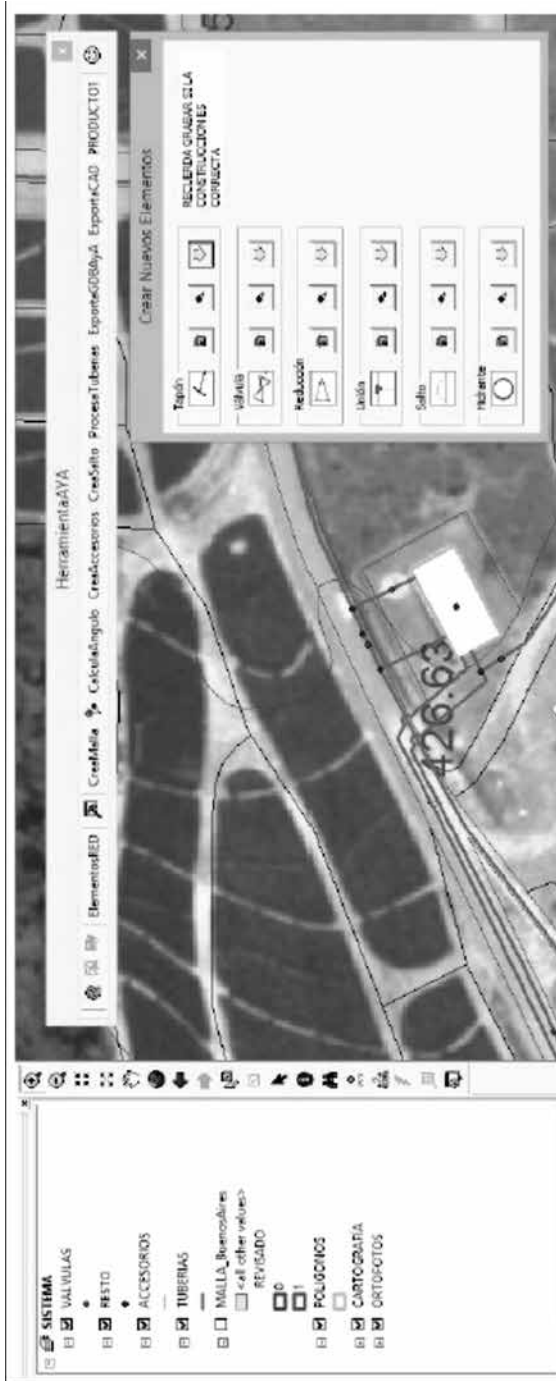 SISTEMA
VALVULAS
RESTO
ACCESORIOS
TUBERIAS
MALLA_BuenosAires
<all other values>
REVISADO
0
1
POLIGONOS
CARTOGRAFIA
ORTOFOTOS
HerramientaAYA
ElementosRED CreaMalla CalculaAngulo CreaAccesorios CreaSalto ProcesaTuberias ExportaGDBAyA ExportaCAD PRODUCTO1
Crear Nuevos Elementos
Tapón
RECUERDA GRABAR SI LA
CONSTRUCCION ES
CORRECTA
Válvula
Reducción
Unión
Salto
Hidrante
426.63